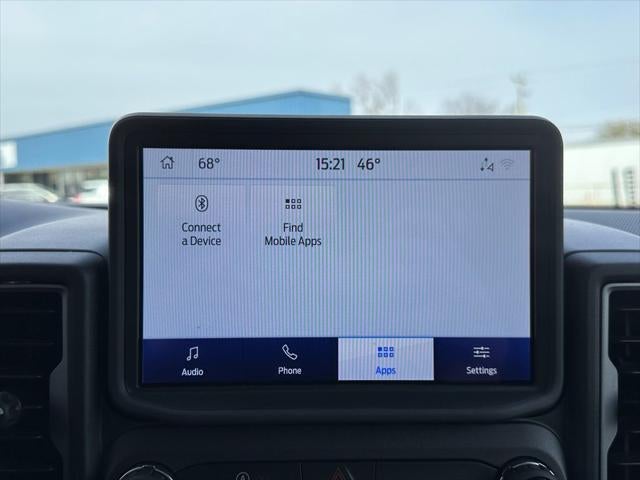 68° 15:21 46°
Connect
a Device
Find
Mobile Apps
Audio Phone Apps Settings